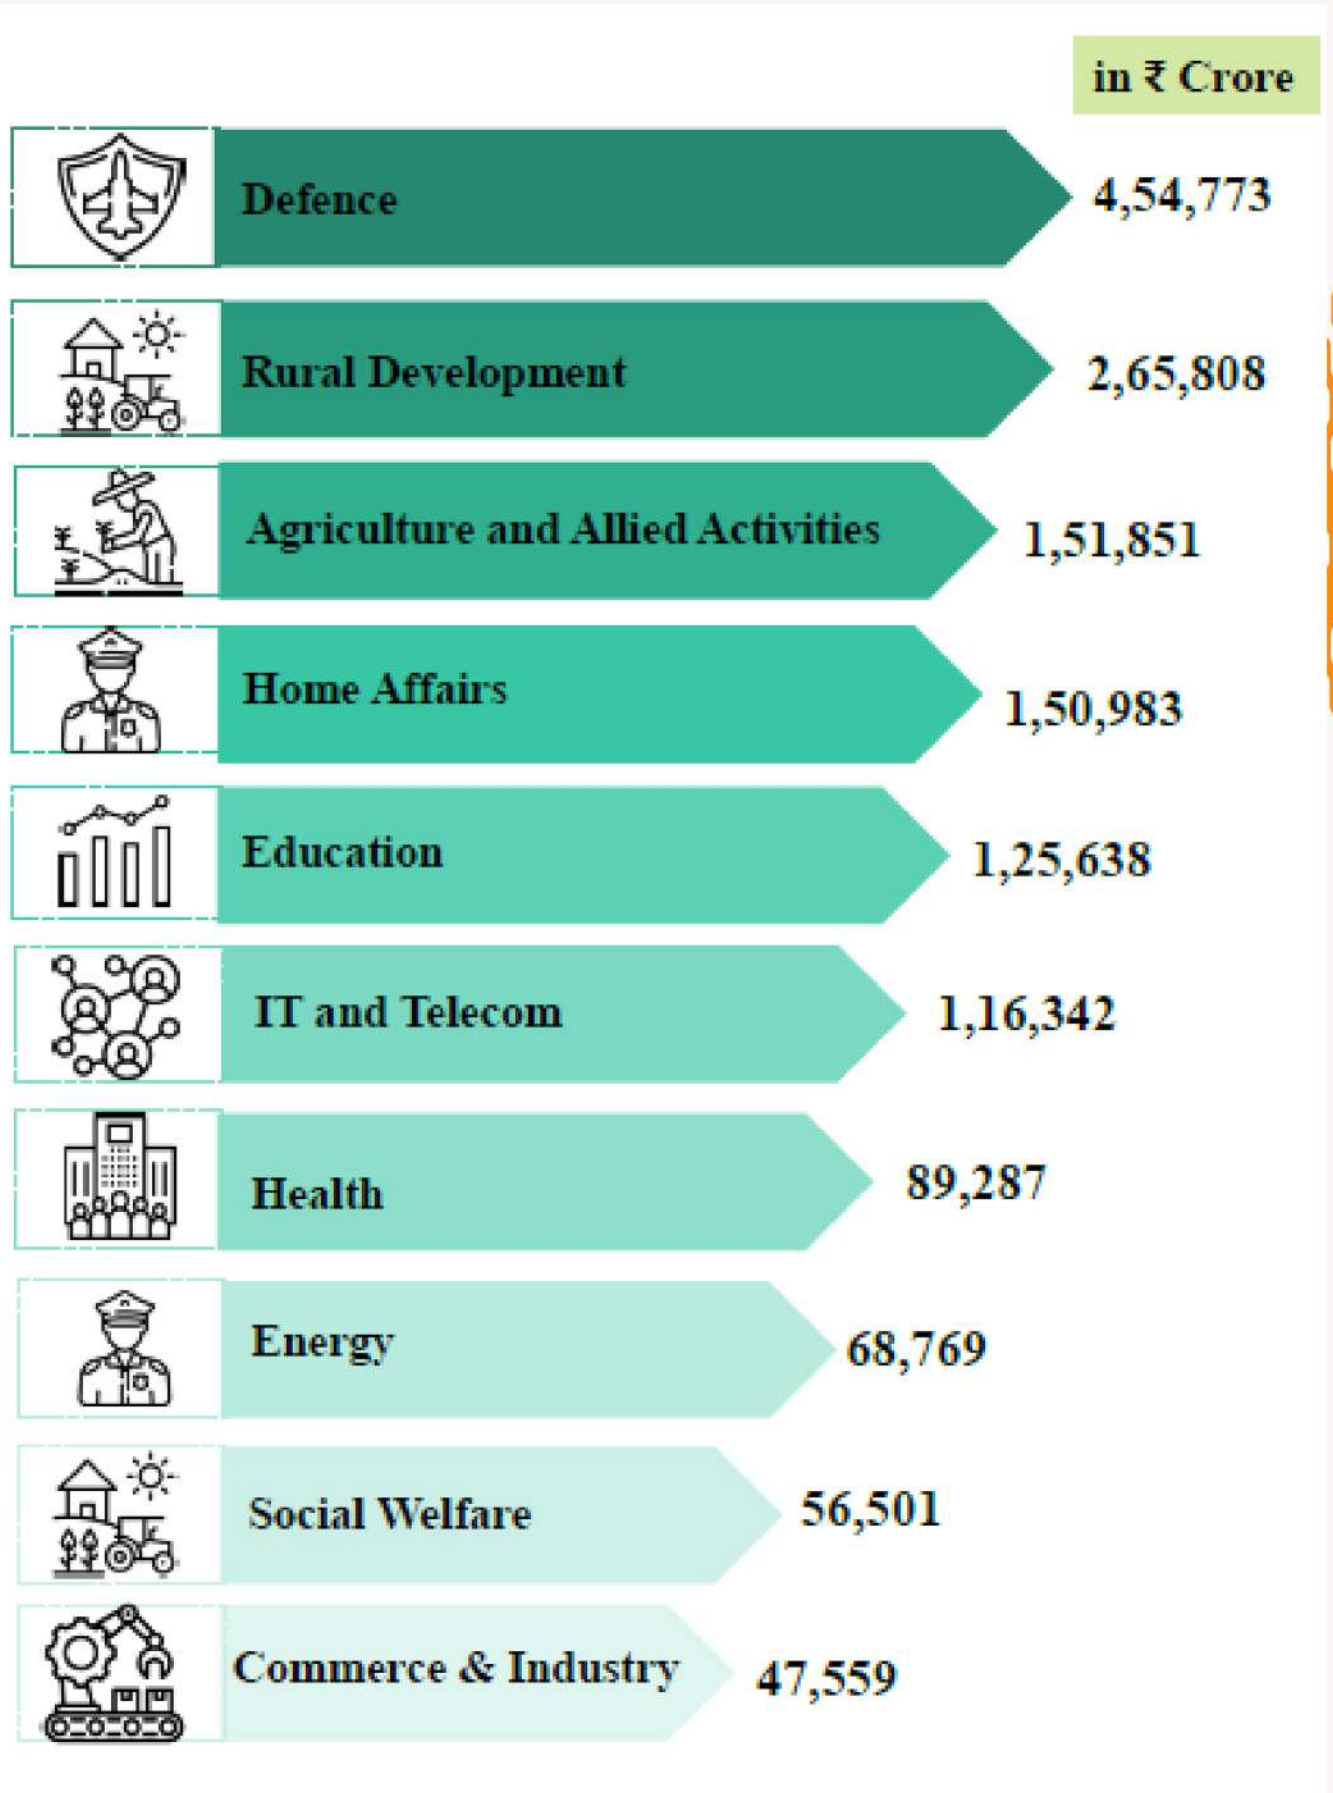 in ₹ Crore
Defence 4,54,773
Rural Development 2,65,808
Agriculture and Allied Activities 1,51,851
Home Affairs 1,50,983
Education 1,25,638
IT and Telecom 1,16,342
Health 89,287
Energy 68,769
Social Welfare 56,501
Commerce & Industry 47,559